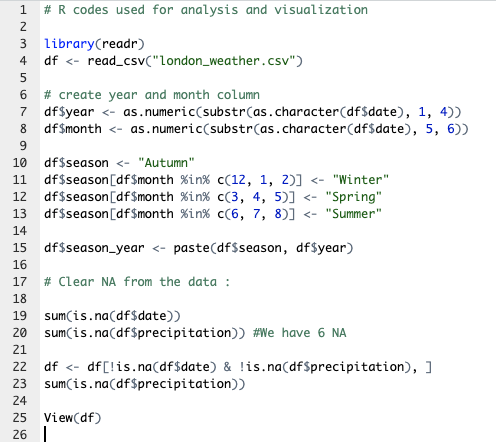 1 # R codes used for analysis and visualization
2
3 library(readr)
4 df <- read_csv("london_weather.csv")
5
6 # create year and month column
7 df$year <- as.numeric(substr(as.character(df$date), 1, 4))
8 df$month <- as.numeric(substr(as.character(df$date), 5, 6))
9
10 df$season <- "Autumn"
11 df$season[df$month %in% c(12, 1, 2)] <- "Winter"
12 df$season[df$month %in% c(3, 4, 5)] <- "Spring"
13 df$season[df$month %in% c(6, 7, 8)] <- "Summer"
14
15 df$season_year <- paste(df$season, df$year)
16
17 # Clear NA from the data :
18
19 sum(is.na(df$date))
20 sum(is.na(df$precipitation)) #We have 6 NA
21
22 df <- df[!is.na(df$date) & !is.na(df$precipitation), ]
23 sum(is.na(df$precipitation))
24
25 View(df)
26